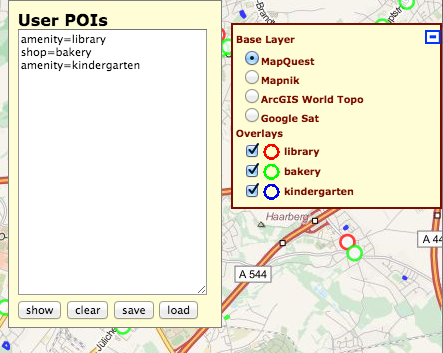 User POIs
amenity=library
shop=bakery
amenity=kindergarten
show
clear
save
load
Base Layer
MapQuest
Mapnik
ArcGIS World Topo
Google Sat
Overlays
library
bakery
kindergarten
Haarberg
A 544
A 44